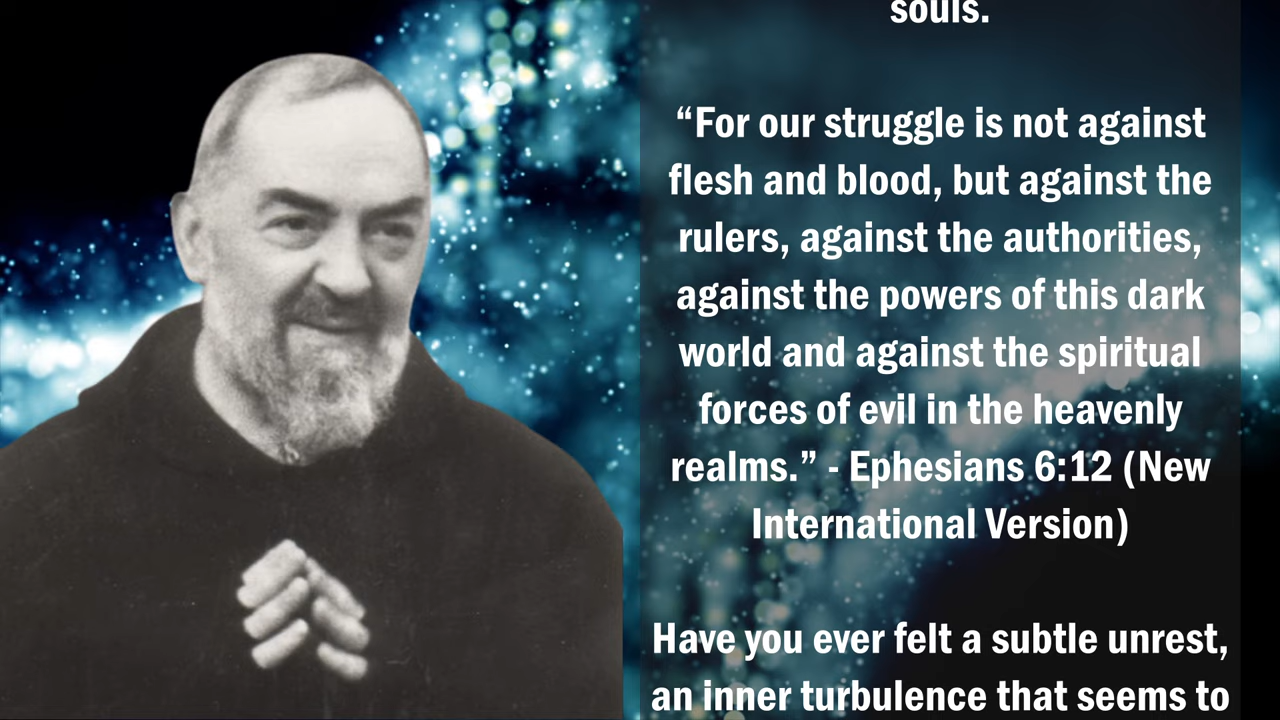 souls.
“For our struggle is not against
flesh and blood, but against the
rulers, against the authorities,
against the powers of this dark
world and against the spiritual
forces of evil in the heavenly
realms.” - Ephesians 6:12 (New
International Version)
Have you ever felt a subtle unrest,
an inner turbulence that seems to